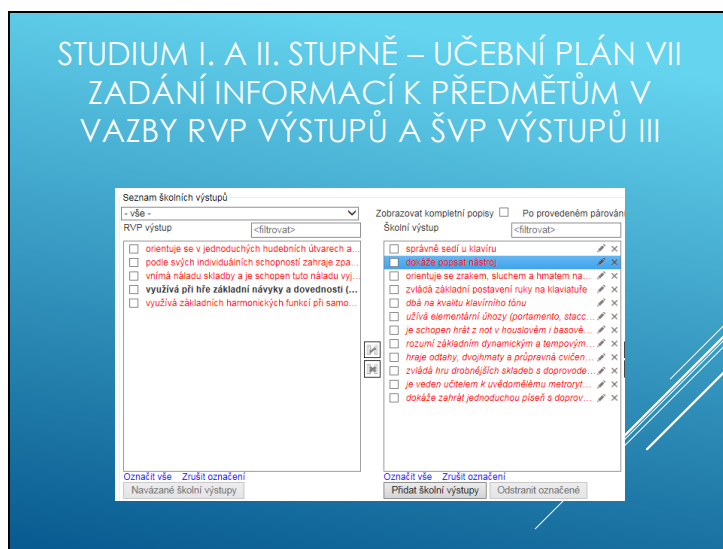 STUDIUM I. A II. STUPNĚ – UČEBNÍ PLÁN VII
ZADÁNÍ INFORMACÍ K PŘEDMĚTŮM V
VAZBY RVP VÝSTUPŮ A ŠVP VÝSTUPŮ III
Seznam školních výstupů
- vše -
Zobrazovat kompletní popisy
Po provedeném párování
RVP výstup
<filtrovat>
Školní výstup
<filtrovat>
orientuje se v jednoduchých hudebních útvarech a...
podle svých individuálních schopností zahraje zpa...
vnímá náladu skladby a je schopen tuto náladu vyj...
využívá při hře základní návyky a dovednosti (...
využívá základních harmonických funkcí při samo...
správně sedí u klavíru
dokáže popsat nástroj
orientuje se zrakem, sluchem a hmatem na...
zvládá základní postavení ruky na klaviatuře
dbá na kvalitu klavírního tónu
užívá elementární úhozy (portamento, stacc...
je schopen hrát z not v houslovém i basové...
rozumí základním dynamickým a tempovým...
hraje odtahy, dvojhmaty a průpravná cvičen...
zvládá hru drobnějších skladeb s doprovode...
je veden učitelem k uvědomělému metroryt...
dokáže zahrát jednoduchou píseň s doprov...
Označit vše Zrušit označení
Označit vše Zrušit označení
Navázané školní výstupy
Přidat školní výstupy
Odstranit označené